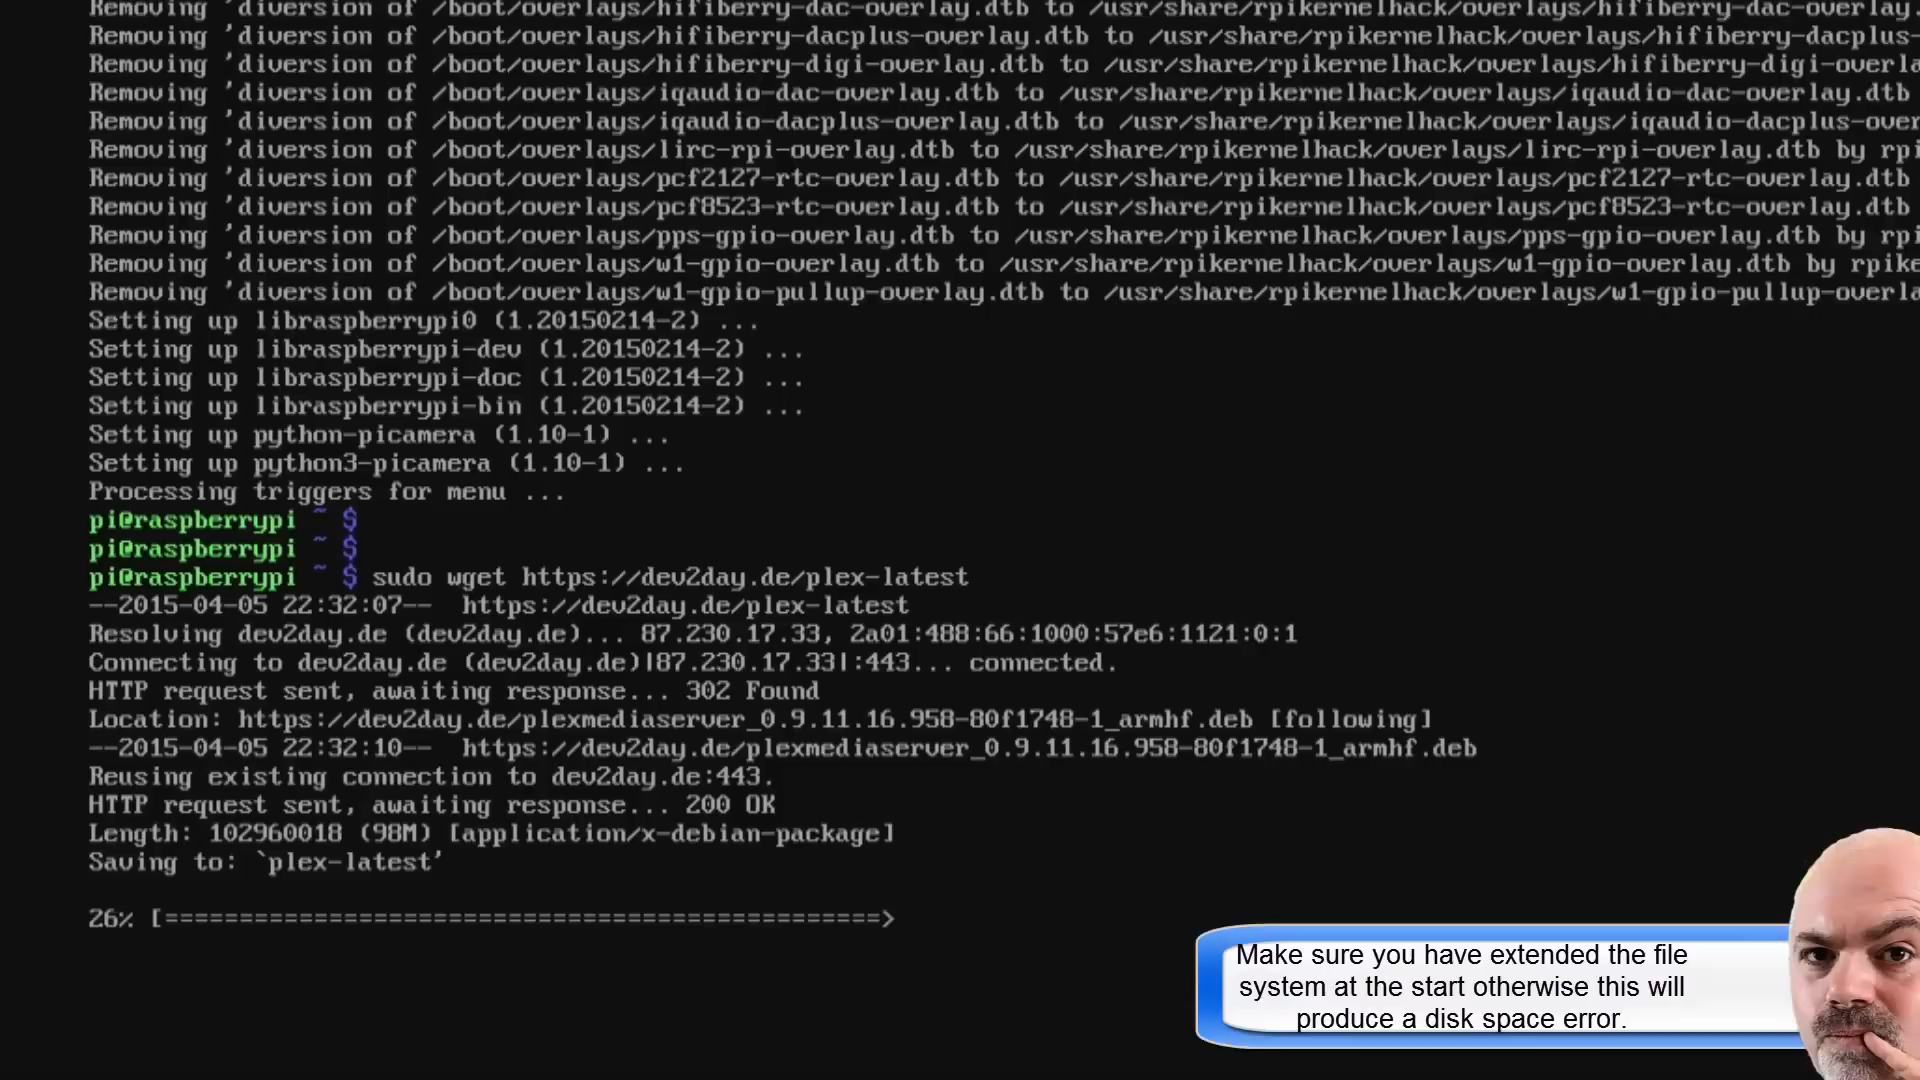 Removing 'diversion of /boot/overlays/hifiberry-dac-overlay.dtb to /usr/share/rpikernelhack/overlays/hifiberry-dac-overlay.
Removing 'diversion of /boot/overlays/hifiberry-dacplus-overlay.dtb to /usr/share/rpikernelhack/overlays/hifiberry-dacplus-
Removing 'diversion of /boot/overlays/hifiberry-digi-overlay.dtb to /usr/share/rpikernelhack/overlays/hifiberry-digi-overla
Removing 'diversion of /boot/overlays/iqaudio-dac-overlay.dtb to /usr/share/rpikernelhack/overlays/iqaudio-dac-overlay.dtb
Removing 'diversion of /boot/overlays/iqaudio-dacplus-overlay.dtb to /usr/share/rpikernelhack/overlays/iqaudio-dacplus-over
Removing 'diversion of /boot/overlays/lirc-rpi-overlay.dtb to /usr/share/rpikernelhack/overlays/lirc-rpi-overlay.dtb by rpi
Removing 'diversion of /boot/overlays/pcf2127-rtc-overlay.dtb to /usr/share/rpikernelhack/overlays/pcf2127-rtc-overlay.dtb
Removing 'diversion of /boot/overlays/pcf8523-rtc-overlay.dtb to /usr/share/rpikernelhack/overlays/pcf8523-rtc-overlay.dtb
Removing 'diversion of /boot/overlays/pps-gpio-overlay.dtb to /usr/share/rpikernelhack/overlays/pps-gpio-overlay.dtb by rpi
Removing 'diversion of /boot/overlays/w1-gpio-overlay.dtb to /usr/share/rpikernelhack/overlays/w1-gpio-overlay.dtb by rpike
Removing 'diversion of /boot/overlays/w1-gpio-pullup-overlay.dtb to /usr/share/rpikernelhack/overlays/w1-gpio-pullup-overla
Setting up libraspberrypi0 (1.20150214-2) ...
Setting up libraspberrypi-dev (1.20150214-2) ...
Setting up libraspberrypi-doc (1.20150214-2) ...
Setting up libraspberrypi-bin (1.20150214-2) ...
Setting up python-picamera (1.10-1) ...
Setting up python3-picamera (1.10-1) ...
Processing triggers for menu ...
pi@raspberrypi ~ $
pi@raspberrypi ~ $
pi@raspberrypi ~ $ sudo wget https://dev2day.de/plex-latest
--2015-04-05 22:32:07--  https://dev2day.de/plex-latest
Resolving dev2day.de (dev2day.de)... 87.230.17.33, 2a01:488:66:1000:57e6:1121:0:1
Connecting to dev2day.de (dev2day.de)|87.230.17.33|:443... connected.
HTTP request sent, awaiting response... 302 Found
Location: https://dev2day.de/plexmediaserver_0.9.11.16.958-80f1748-1_armhf.deb [following]
--2015-04-05 22:32:10--  https://dev2day.de/plexmediaserver_0.9.11.16.958-80f1748-1_armhf.deb
Reusing existing connection to dev2day.de:443.
HTTP request sent, awaiting response... 200 OK
Length: 102960018 (98M) [application/x-debian-package]
Saving to: `plex-latest'
26% [================================================>
Make sure you have extended the file
system at the start otherwise this will
produce a disk space error.